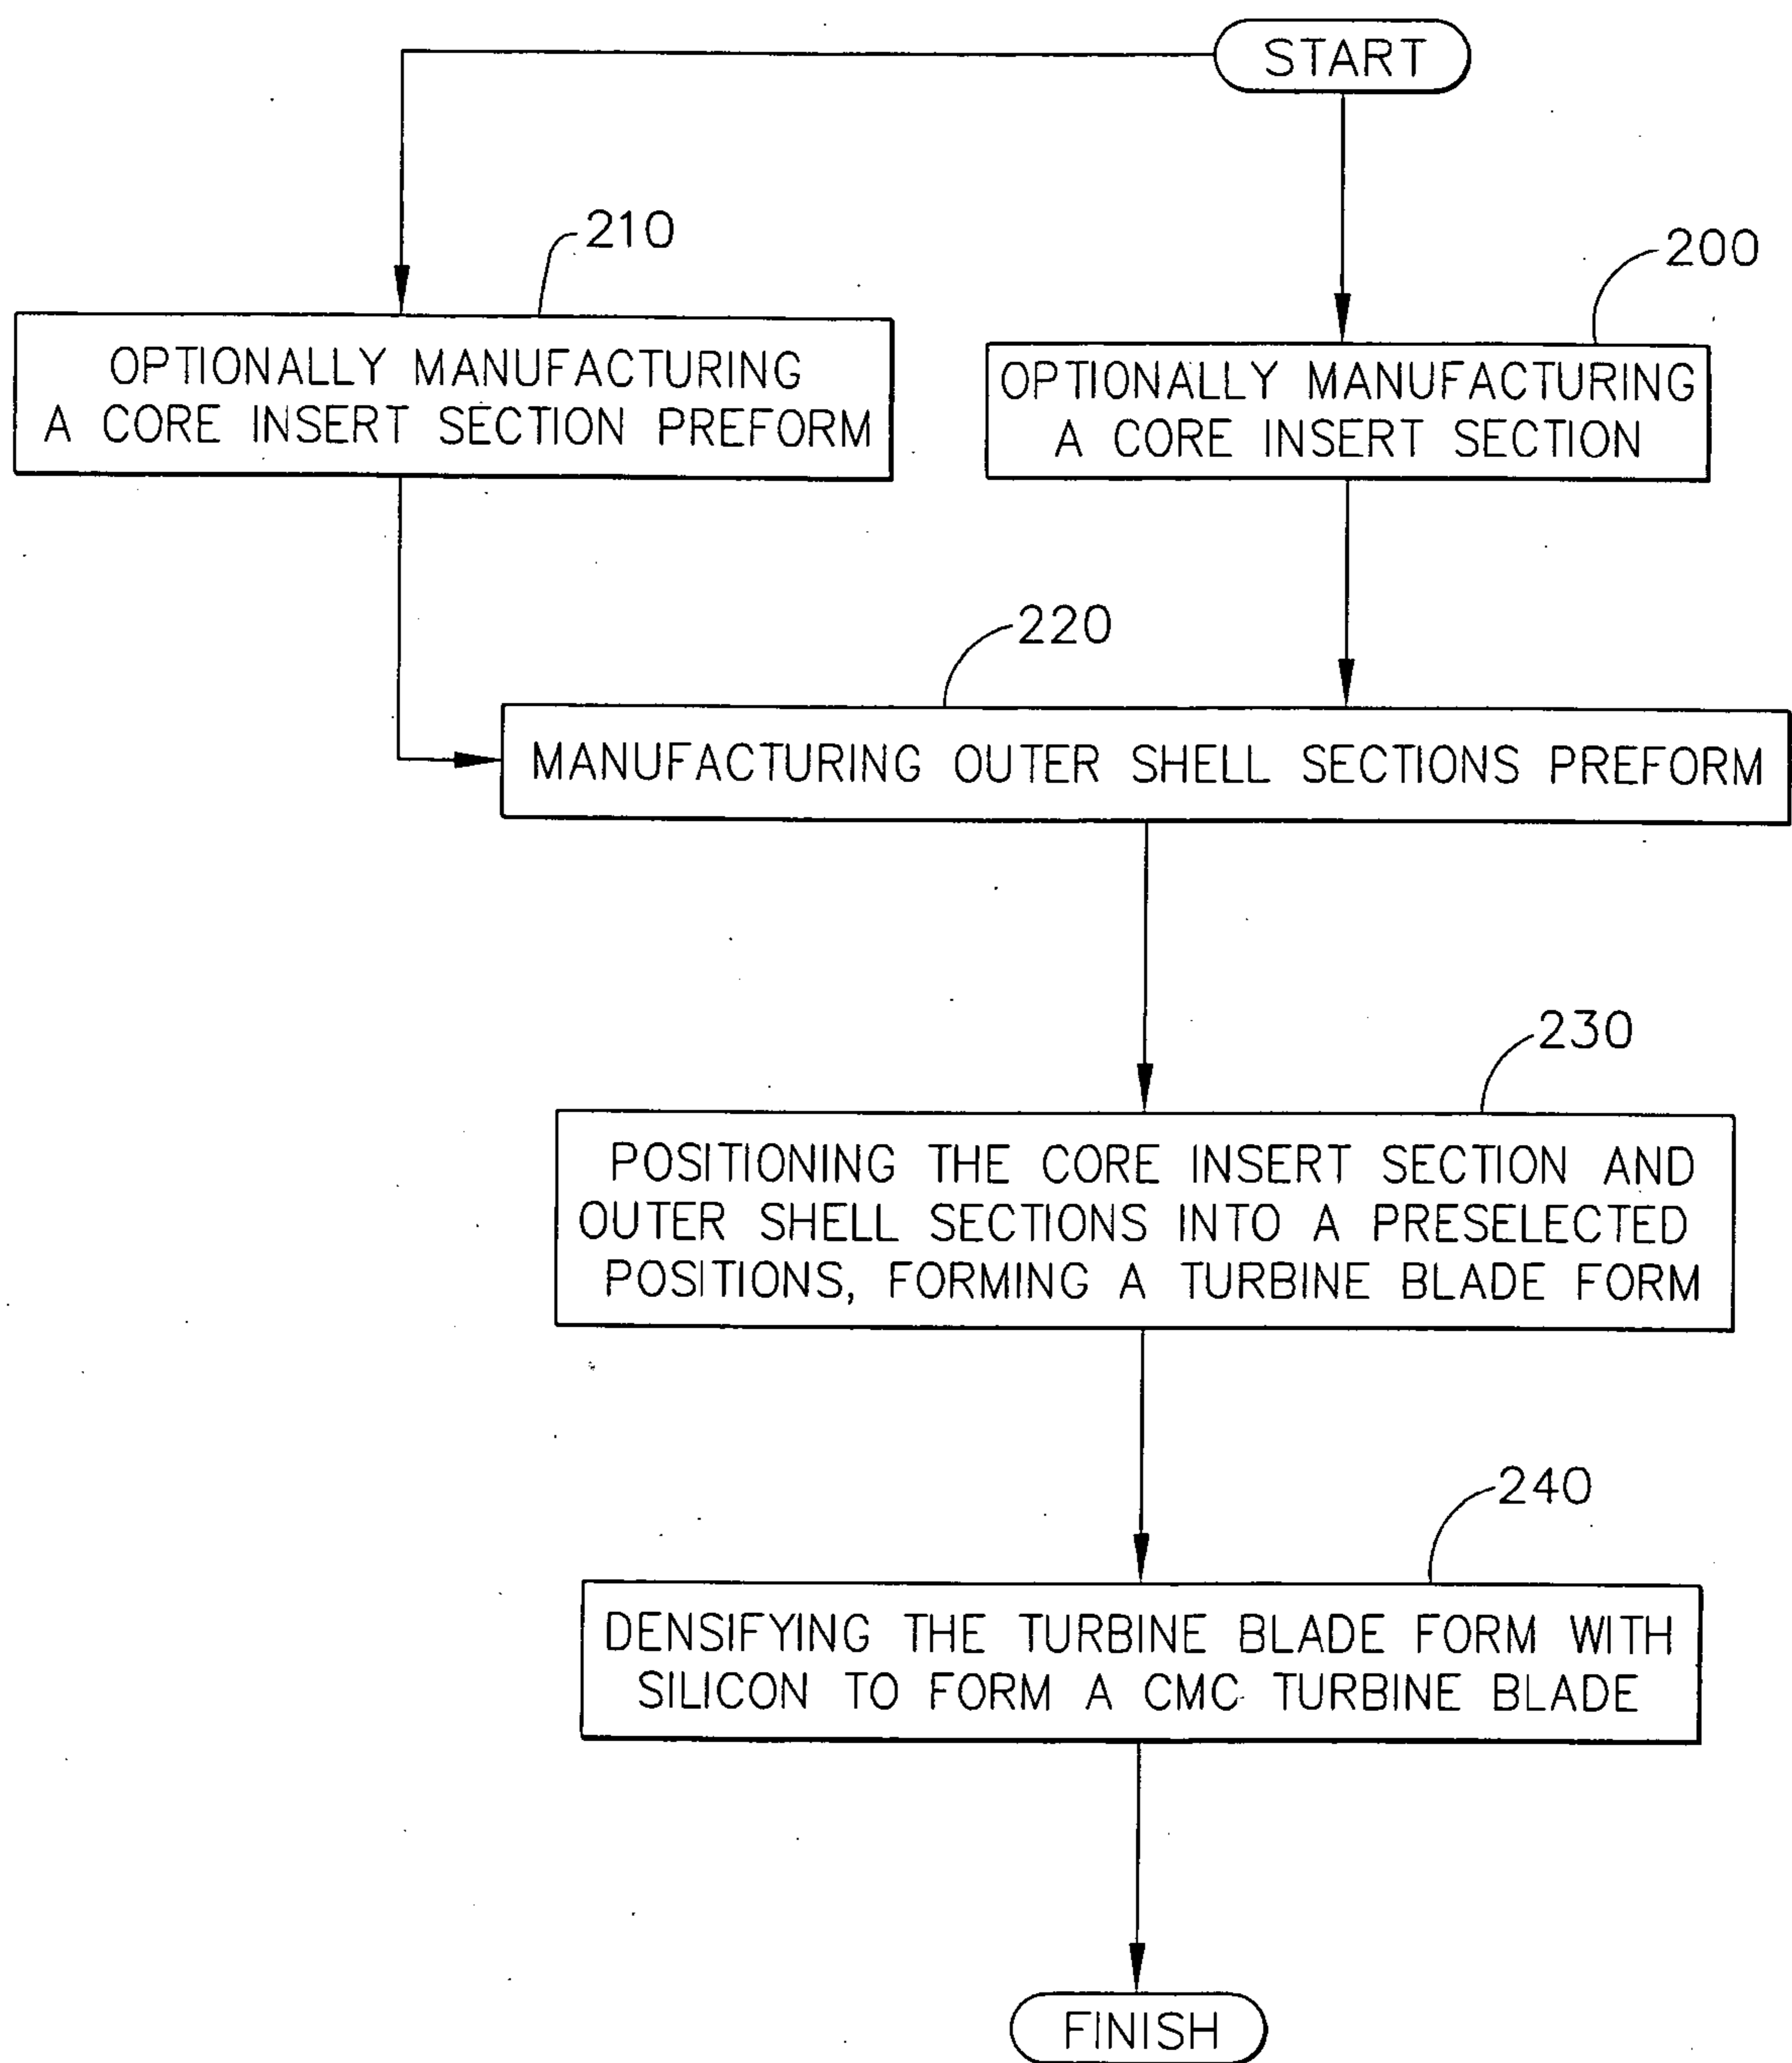 START
210
200
OPTIONALLY MANUFACTURING
A CORE INSERT SECTION PREFORM
OPTIONALLY MANUFACTURING
A CORE INSERT SECTION
220
MANUFACTURING OUTER SHELL SECTIONS PREFORM
230
POSITIONING THE CORE INSERT SECTION AND
OUTER SHELL SECTIONS INTO A PRESELECTED
POSITIONS, FORMING A TURBINE BLADE FORM
240
DENSIFYING THE TURBINE BLADE FORM WITH
SILICON TO FORM A CMC TURBINE BLADE
FINISH